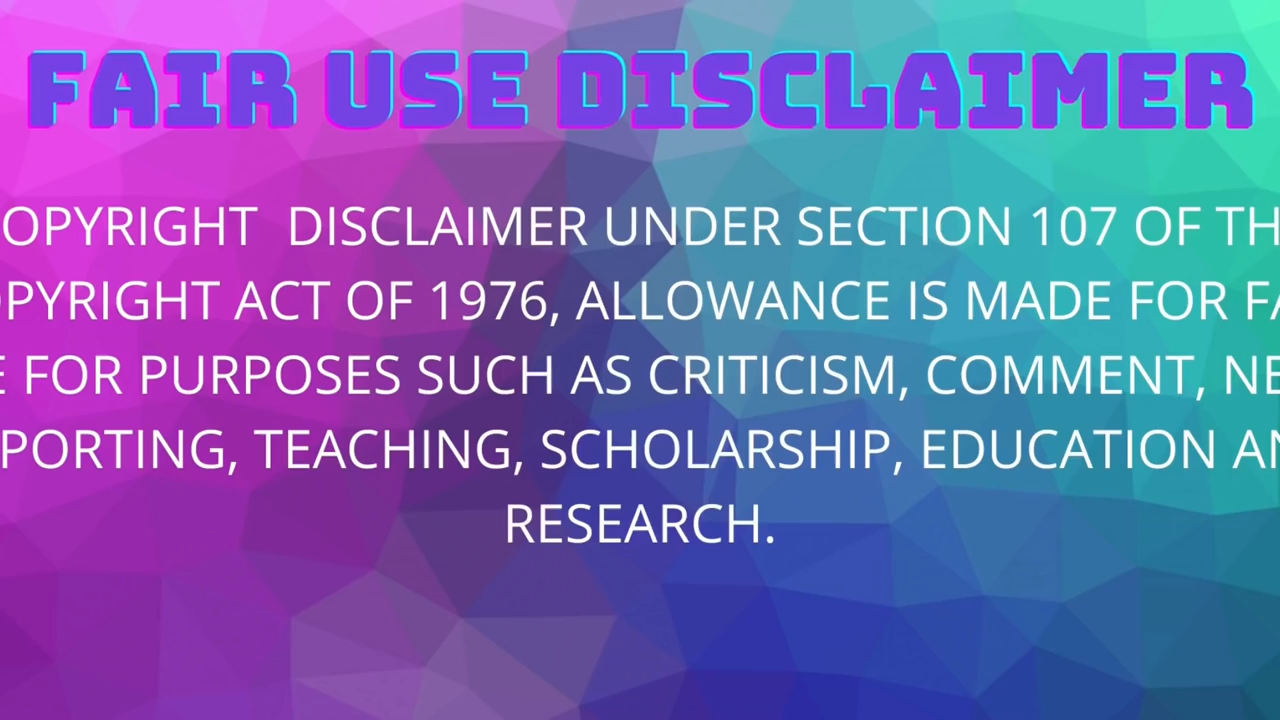 FAIR USE DISCLAIMER
OPYRIGHT DISCLAIMER UNDER SECTION 107 OF TH
OPYRIGHT ACT OF 1976, ALLOWANCE IS MADE FOR FA
E FOR PURPOSES SUCH AS CRITICISM, COMMENT, NE
PORTING, TEACHING, SCHOLARSHIP, EDUCATION AN
RESEARCH.